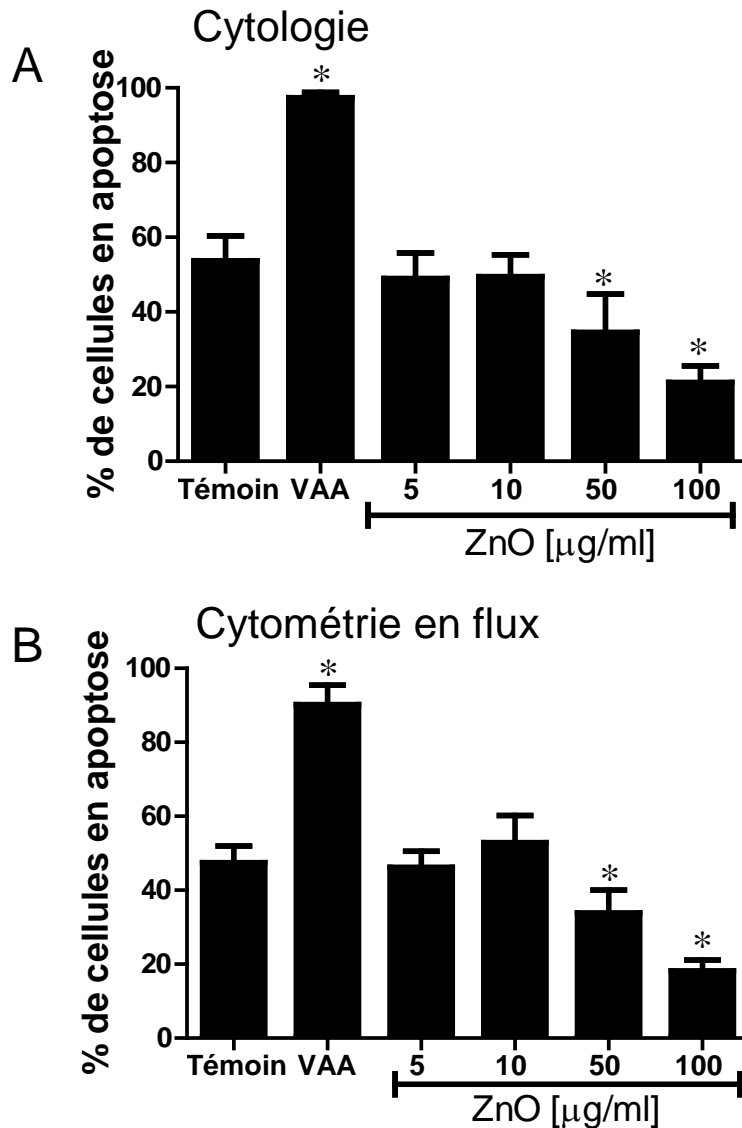 Cytologie
A
% de cellules en apoptose
100
80
60
40
20
0
*
*
*
Témoin VAA 5 10 50 100
ZnO [µg/ml]
Cytométrie en flux
B
% de cellules en apoptose
100
80
60
40
20
0
*
*
*
Témoin VAA 5 10 50 100
ZnO [µg/ml]